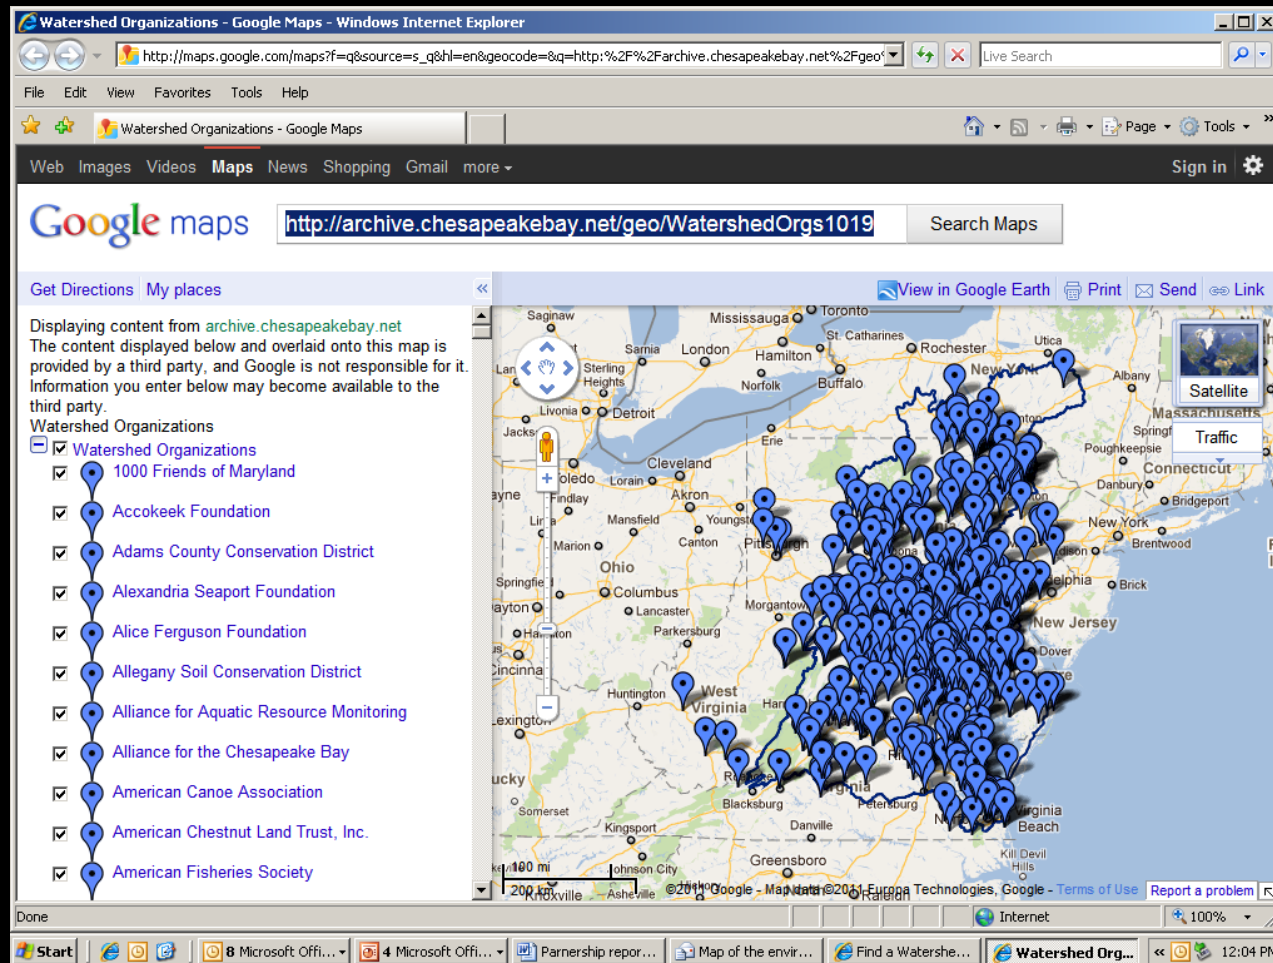 Watershed Organizations - Google Maps - Windows Internet Explorer
http://maps.google.com/maps?f=q&source=s_q&hl=en&geocode=&q=http:%2F%2Farchive.chesapeakebay.net%2Fgeo
Live Search
File Edit View Favorites Tools Help
Watershed Organizations - Google Maps
Page Tools
Web Images Videos Maps News Shopping Gmail more
Sign in
Google maps
http://archive.chesapeakebay.net/geo/WatershedOrgs1019
Search Maps
Get Directions My places
View in Google Earth Print Send Link
Displaying content from archive.chesapeakebay.net
The content displayed below and overlaid onto this map is
provided by a third party, and Google is not responsible for it.
Information you enter below may become available to the
third party.
Watershed Organizations
Watershed Organizations
1000 Friends of Maryland
Accokeek Foundation
Adams County Conservation District
Alexandria Seaport Foundation
Alice Ferguson Foundation
Allegany Soil Conservation District
Alliance for Aquatic Resource Monitoring
Alliance for the Chesapeake Bay
American Canoe Association
American Chestnut Land Trust, Inc.
American Fisheries Society
Saginaw
Mississauga
Toronto
Sarnia
London
Hamilton
St. Catharines
Rochester
Utica
Sterling
Heights
Norfolk
Buffalo
New York
Albany
Satellite
Livonia
Detroit
Massachusetts
Traffic
Erie
Poughkeepsie
Connecticut
Cleveland
Lorain
Akron
Danbury
Bridgeport
Findlay
Mansfield
Canton
New York
Brentwood
Marion
Ohio
Columbus
Lancaster
Brick
Parkersburg
New Jersey
Dover
Huntington
West
Virginia
Blacksburg
Petersburg
Virginia
Beach
Somerset
Kingsport
Danville
Kill Devil
Hills
Johnson City
Greensboro
100 mi
200 km
Knoxville
Asheville
Raleigh
©2011 Google - Map data ©2011 Europa Technologies, Google - Terms of Use
Report a problem
Done
Internet
100%
Start
8 Microsoft Offi...
4 Microsoft Offi...
Parnership repor...
Map of the envir...
Find a Watershe...
Watershed Org...
12:04 PM